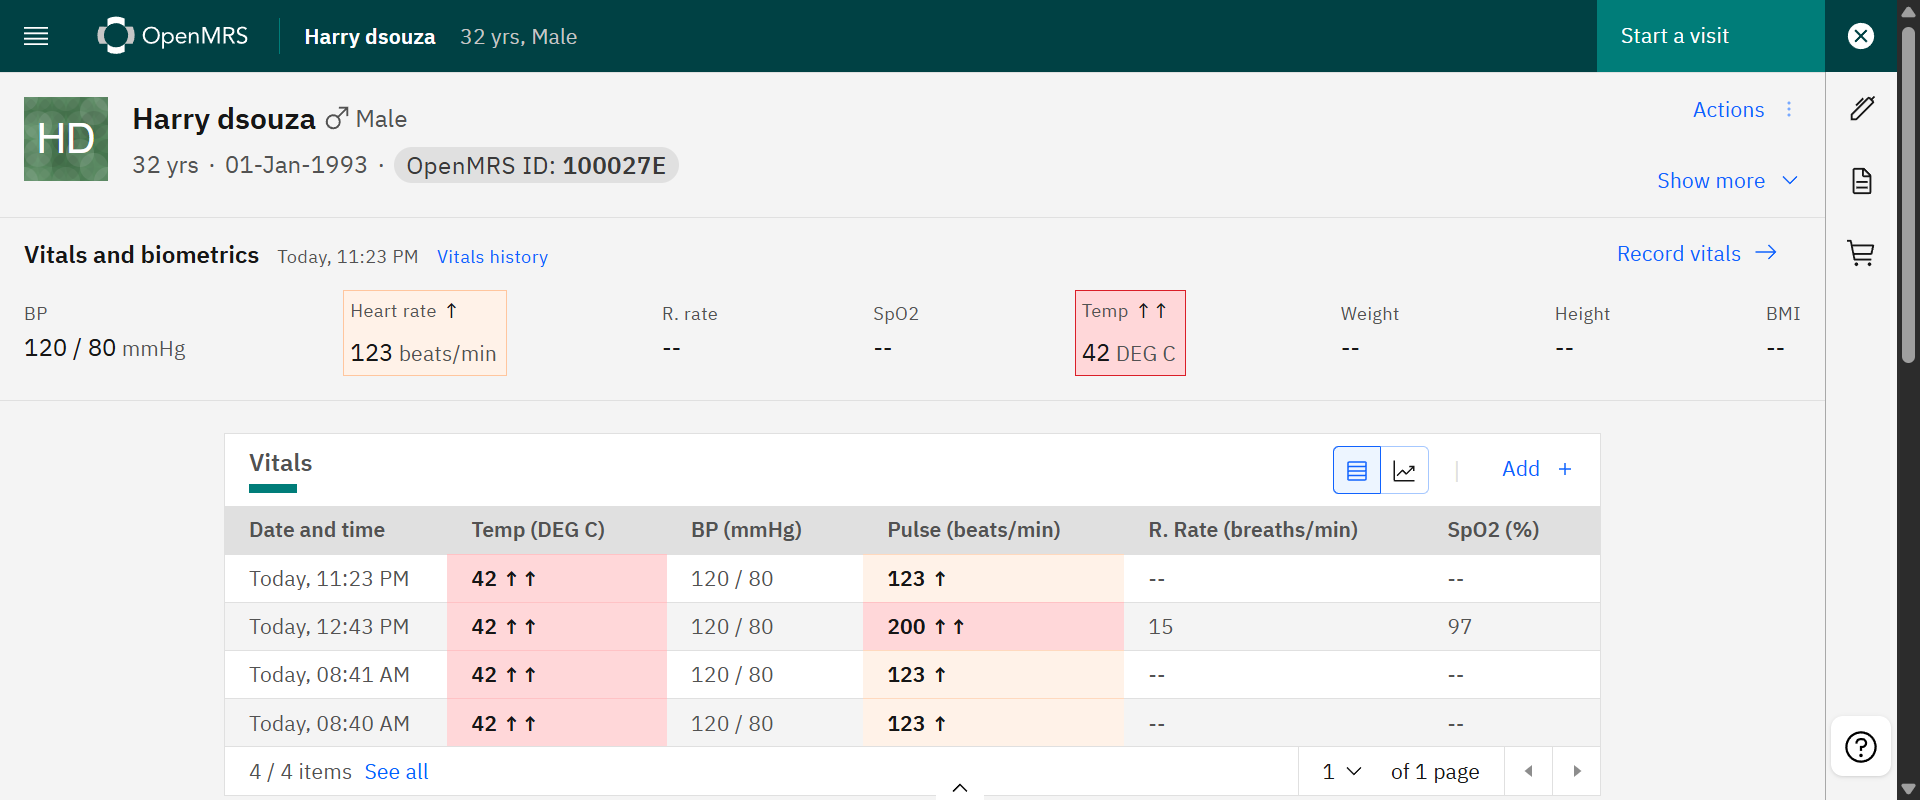 OpenMRS Harry dsouza 32 yrs, Male Start a visit
HD
Harry dsouza Male
Actions
32 yrs · 01-Jan-1993 · OpenMRS ID: 100027E
Show more
Vitals and biometrics Today, 11:23 PM Vitals history Record vitals →
BP Heart rate ↑ R. rate SpO2 Temp ↑↑ Weight Height BMI
120 / 80 mmHg 123 beats/min -- -- 42 DEG C -- -- --
Vitals
Add +
Date and time Temp (DEG C) BP (mmHg) Pulse (beats/min) R. Rate (breaths/min) SpO2 (%)
Today, 11:23 PM 42 ↑↑ 120 / 80 123 ↑ -- --
Today, 12:43 PM 42 ↑↑ 120 / 80 200 ↑↑ 15 97
Today, 08:41 AM 42 ↑↑ 120 / 80 123 ↑ -- --
Today, 08:40 AM 42 ↑↑ 120 / 80 123 ↑ -- --
4 / 4 items See all 1 of 1 page